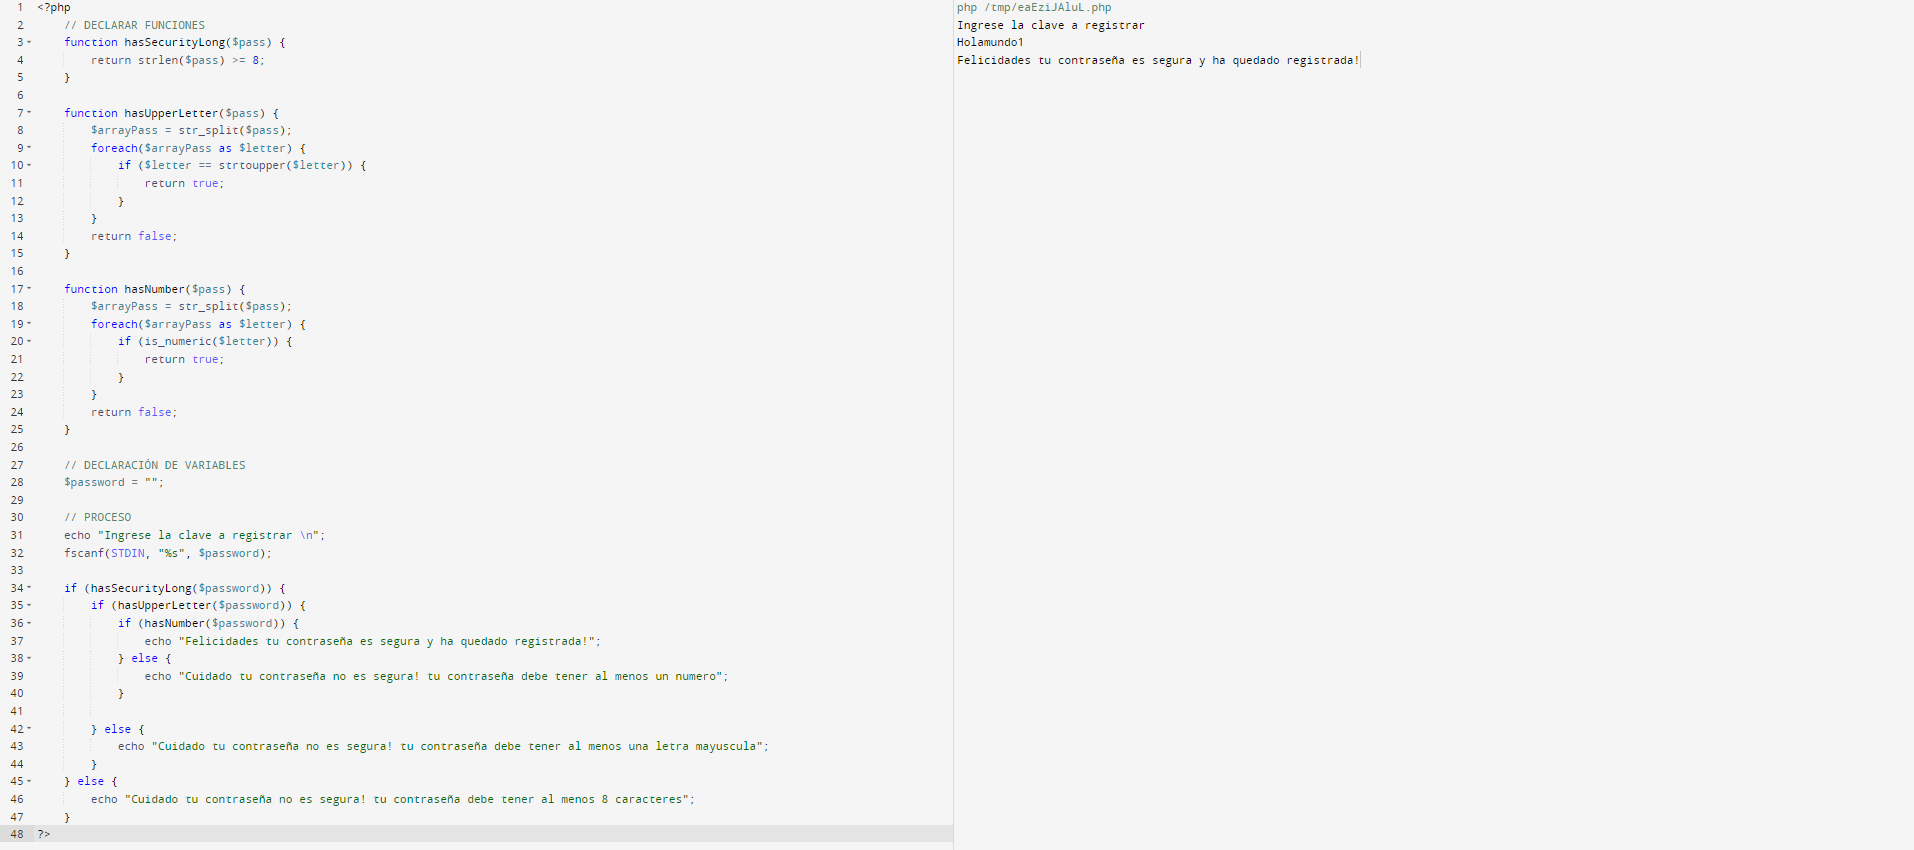 1 <?php
2 // DECLARAR FUNCIONES
3 function hasSecurityLong($pass) {
4 return strlen($pass) >= 8;
5 }
6
7 function hasUpperLetter($pass) {
8 $arrayPass = str_split($pass);
9 foreach($arrayPass as $letter) {
10 if ($letter == strtoupper($letter)) {
11 return true;
12 }
13 }
14 return false;
15 }
16
17 function hasNumber($pass) {
18 $arrayPass = str_split($pass);
19 foreach($arrayPass as $letter) {
20 if (is_numeric($letter)) {
21 return true;
22 }
23 }
24 return false;
25 }
26
27 // DECLARACIÓN DE VARIABLES
28 $password = "";
29
30 // PROCESO
31 echo "Ingrese la clave a registrar \n";
32 fscanf(STDIN, "%s", $password);
33
34 if (hasSecurityLong($password)) {
35 if (hasUpperLetter($password)) {
36 if (hasNumber($password)) {
37 echo "Felicidades tu contraseña es segura y ha quedado registrada!";
38 } else {
39 echo "Cuidado tu contraseña no es segura! tu contraseña debe tener al menos un numero";
40 }
41
42 } else {
43 echo "Cuidado tu contraseña no es segura! tu contraseña debe tener al menos una letra mayuscula";
44 }
45 } else {
46 echo "Cuidado tu contraseña no es segura! tu contraseña debe tener al menos 8 caracteres";
47 }
48 ?>
php /tmp/eaEziJAluL.php
Ingrese la clave a registrar
Holamundo1
Felicidades tu contraseña es segura y ha quedado registrada!